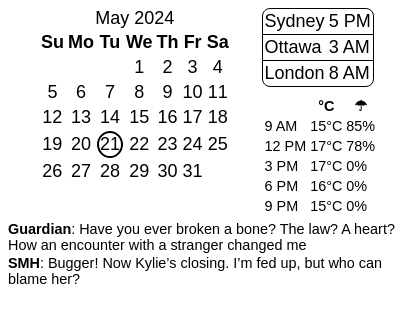 May 2024
Su Mo Tu We Th Fr Sa
1 2 3 4
5 6 7 8 9 10 11
12 13 14 15 16 17 18
19 20 21 22 23 24 25
26 27 28 29 30 31
Sydney 5 PM
Ottawa 3 AM
London 8 AM
°C ☂
9 AM 15°C 85%
12 PM 17°C 78%
3 PM 17°C 0%
6 PM 16°C 0%
9 PM 15°C 0%
Guardian: Have you ever broken a bone? The law? A heart?
How an encounter with a stranger changed me
SMH: Bugger! Now Kylie’s closing. I’m fed up, but who can
blame her?